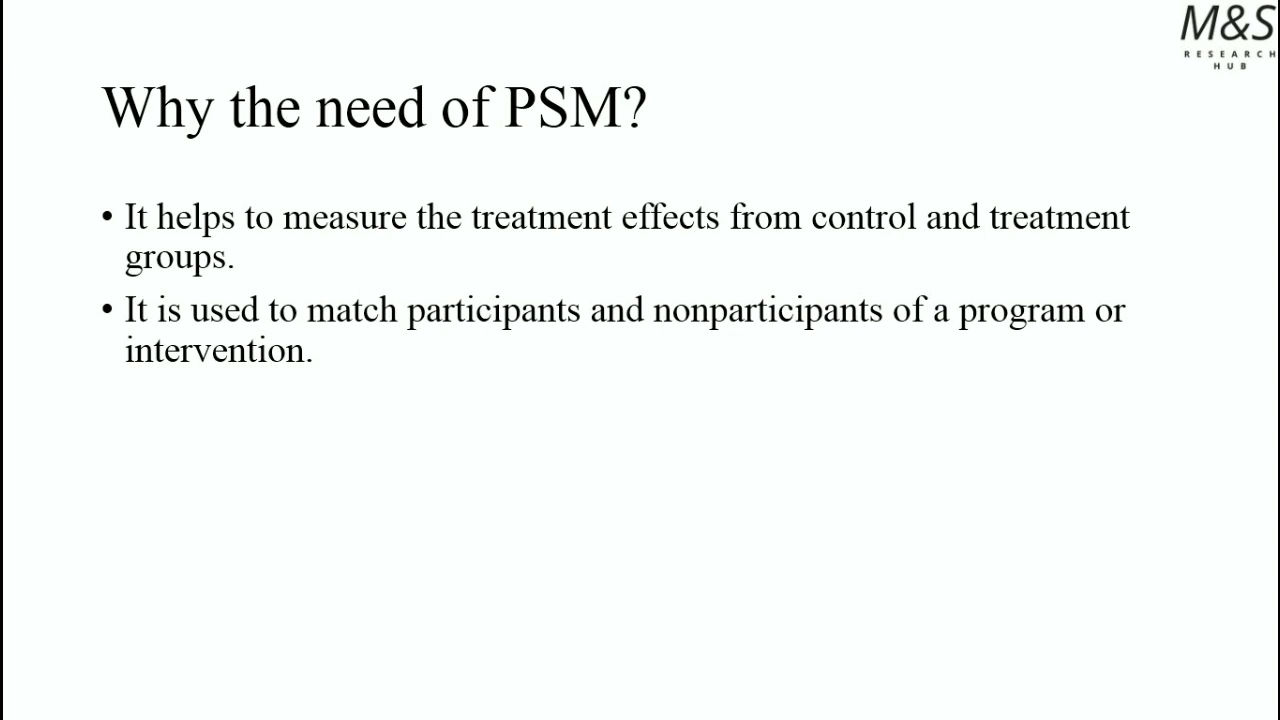 M&S
RESEARCH
HUB
Why the need of PSM?
• It helps to measure the treatment effects from control and treatment
groups.
• It is used to match participants and nonparticipants of a program or
intervention.